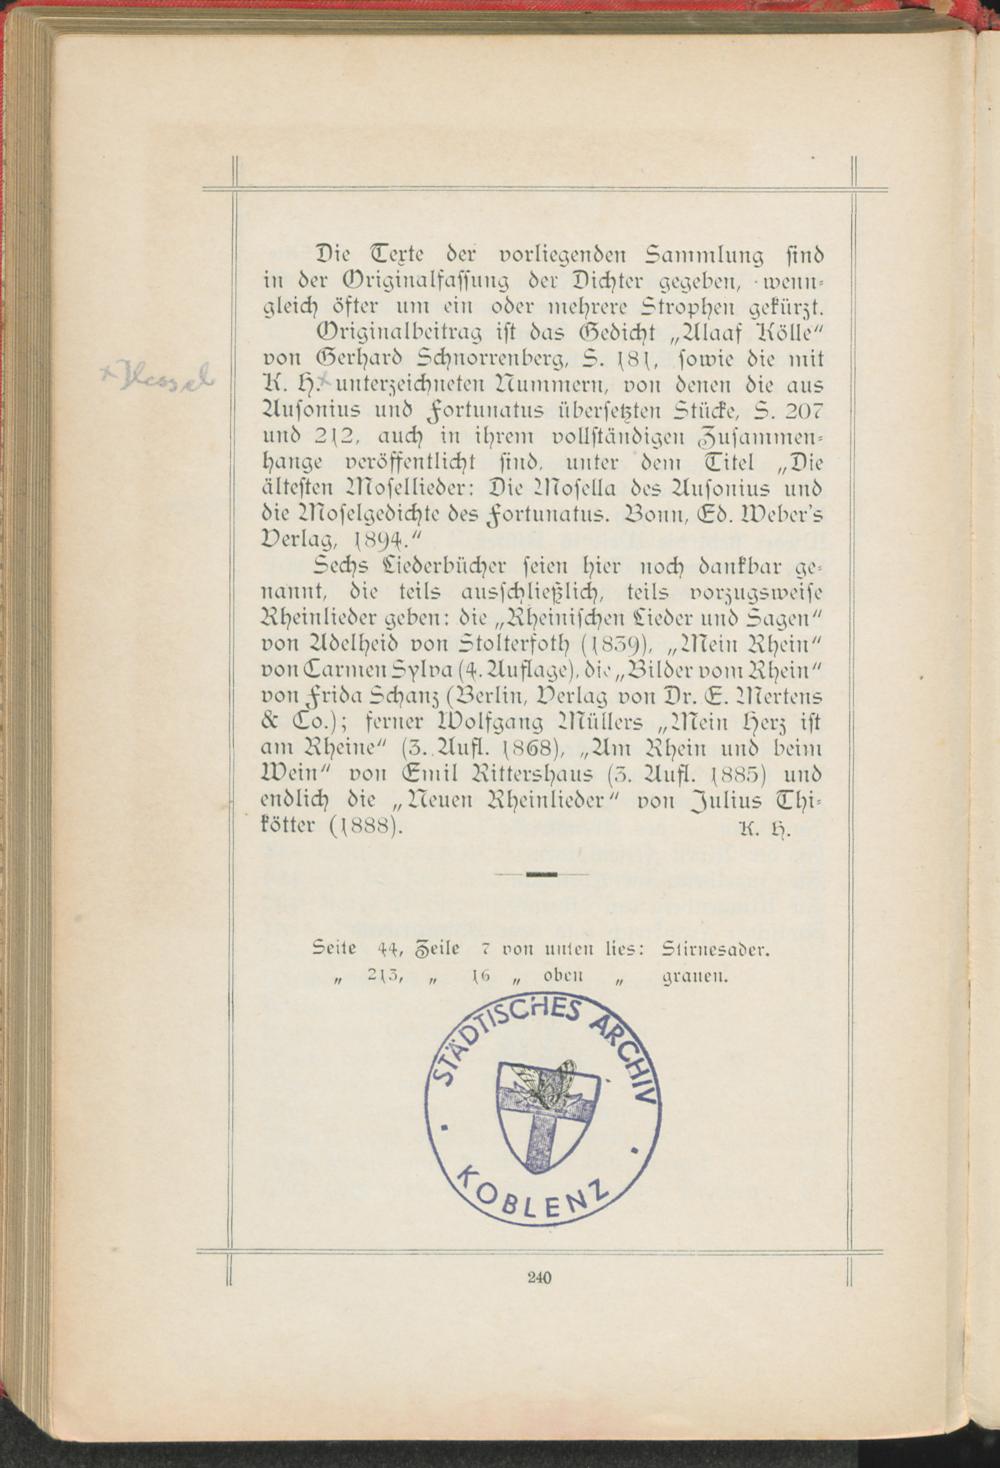 Die Texte der vorliegenden Sammlung sind
in der Originalfassung der Dichter gegeben, wenn-
gleich öfter um ein oder mehrere Strophen gekürzt.
Originalbeitrag ist das Gedicht „Alaaf Kölle“
von Gerhard Schnorrenberg, S. 181, sowie die mit
× Hessel
K. H.× unterzeichneten Nummern, von denen die aus
Ausonius und Fortunatus übersetzten Stücke, S. 207
und 212, auch in ihrem vollständigen Zusammen-
hange veröffentlicht sind, unter dem Titel „Die
ältesten Mosellieder: Die Mosella des Ausonius und
die Moselgedichte des Fortunatus. Bonn, Ed. Weber's
Verlag, 1894.“
Sechs Liederbücher seien hier noch dankbar ge-
nannt, die teils ausschließlich, teils vorzugsweise
Rheinlieder geben: die „Rheinischen Lieder und Sagen“
von Adelheid von Stolterfoth (1839), „Mein Rhein“
von Carmen Sylva (4. Auflage), die „Bilder vom Rhein“
von Frida Schanz (Berlin, Verlag von Dr. E. Mertens
& Co.); ferner Wolfgang Müllers „Mein Herz ist
am Rheine“ (3. Aufl. 1868), „Am Rhein und beim
Wein“ von Emil Rittershaus (3. Aufl. 1885) und
endlich die „Neuen Rheinlieder“ von Julius Thi-
kötter (1888). K. H.
Seite 44, Zeile 7 von unten lies: Stirnesader.
„ 213, „ 16 „ oben „ grauen.
STÄDTISCHES ARCHIV
KOBLENZ
240